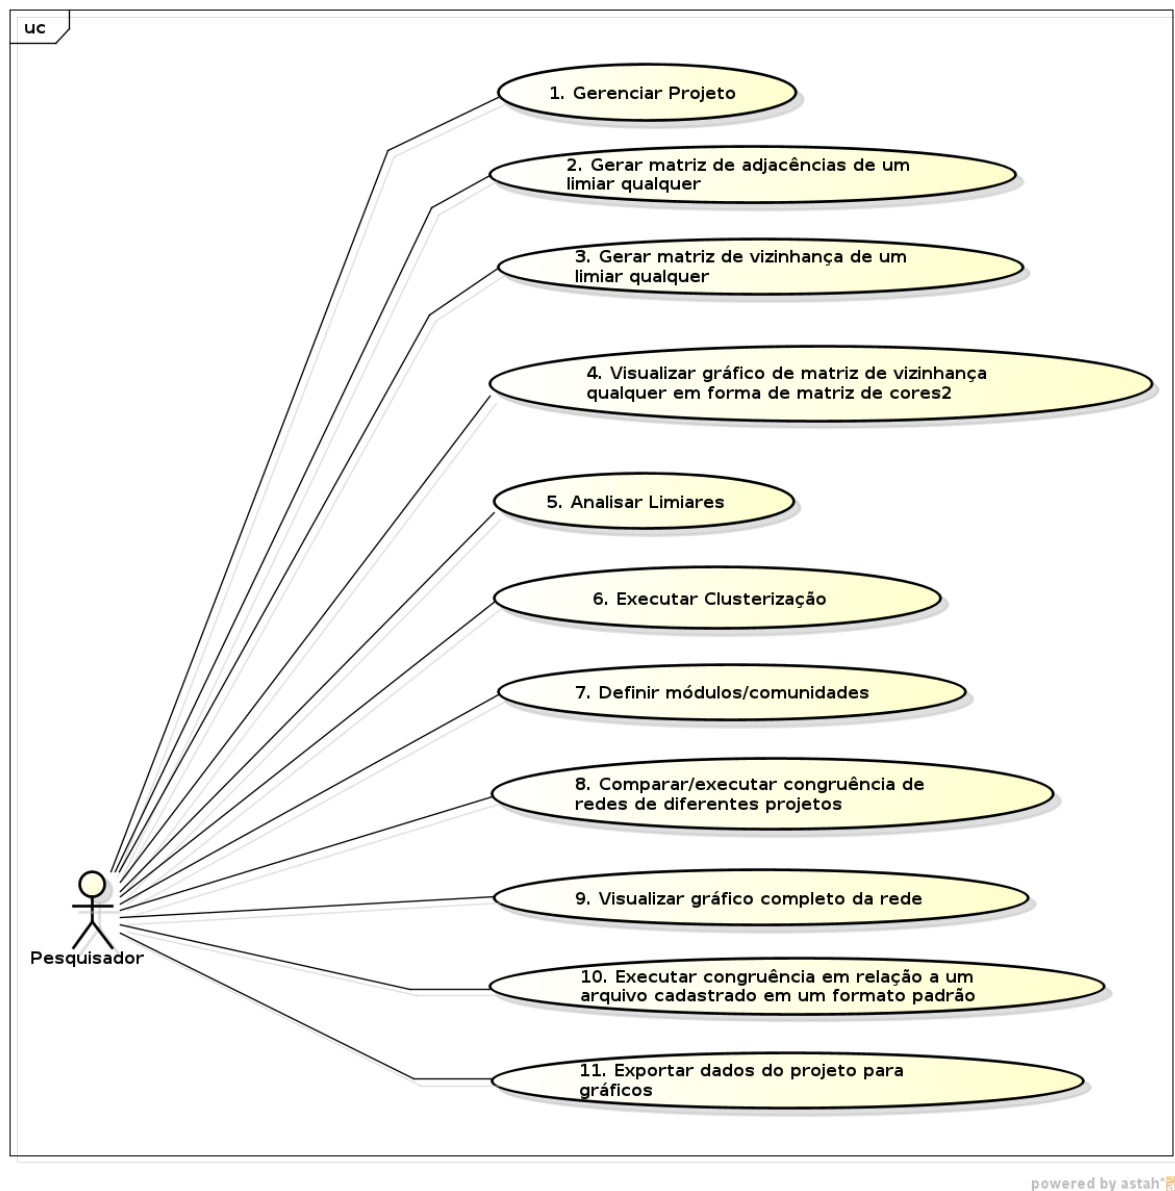 uc
1. Gerenciar Projeto
2. Gerar matriz de adjacências de um
limiar qualquer
3. Gerar matriz de vizinhança de um
limiar qualquer
4. Visualizar gráfico de matriz de vizinhança
qualquer em forma de matriz de cores2
5. Analisar Limiares
6. Executar Clusterização
7. Definir módulos/comunidades
8. Comparar/executar congruência de
redes de diferentes projetos
9. Visualizar gráfico completo da rede
Pesquisador
10. Executar congruência em relação a um
arquivo cadastrado em um formato padrão
11. Exportar dados do projeto para
gráficos
powered by astah*